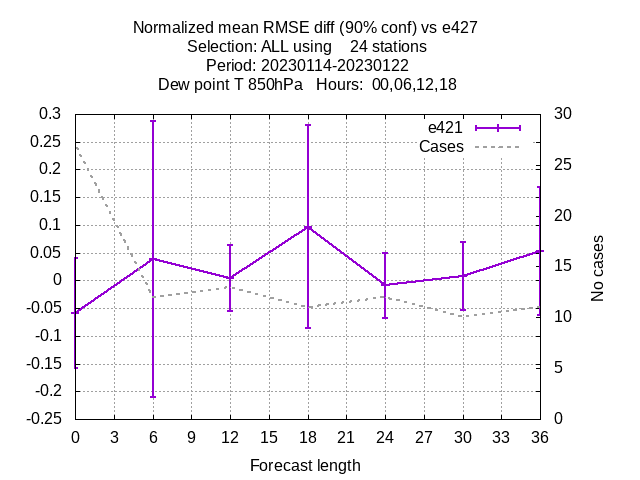 Normalized mean RMSE diff (90% conf) vs e427
Selection: ALL using    24 stations
Period: 20230114-20230122
Dew point T 850hPa   Hours:  00,06,12,18
e421
Cases
0.3
0.25
0.2
0.15
0.1
0.05
0
-0.05
-0.1
-0.15
-0.2
-0.25
30
25
20
15
10
5
0
No cases
0 3 6 9 12 15 18 21 24 27 30 33 36
Forecast length